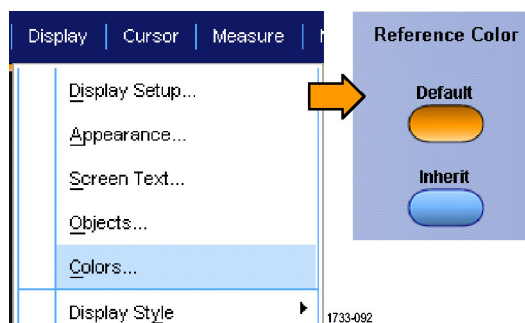 Display Cursor Measure
Reference Color
Display Setup...
Default
Appearance...
Screen Text...
Inherit
Objects...
Colors...
Display Style
1733-092